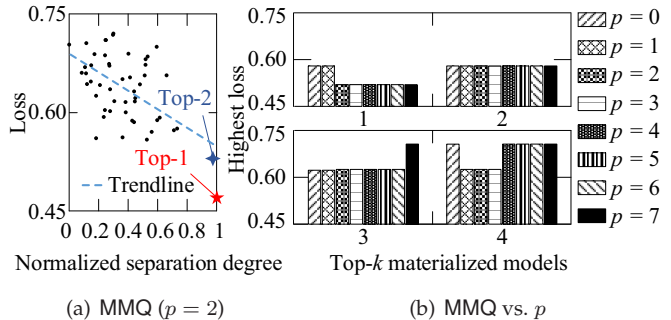 0.75
0.60
0.45
Loss
Top-2
Top-1
Trendline
0 0.2 0.4 0.6 0.8 1
Normalized separation degree
(a) MMQ (p = 2)
0.75
0.60
0.45
1 2
0.75
0.60
0.45
3 4
Highest loss
Top-k materialized models
p = 0
p = 1
p = 2
p = 3
p = 4
p = 5
p = 6
p = 7
(b) MMQ vs. p